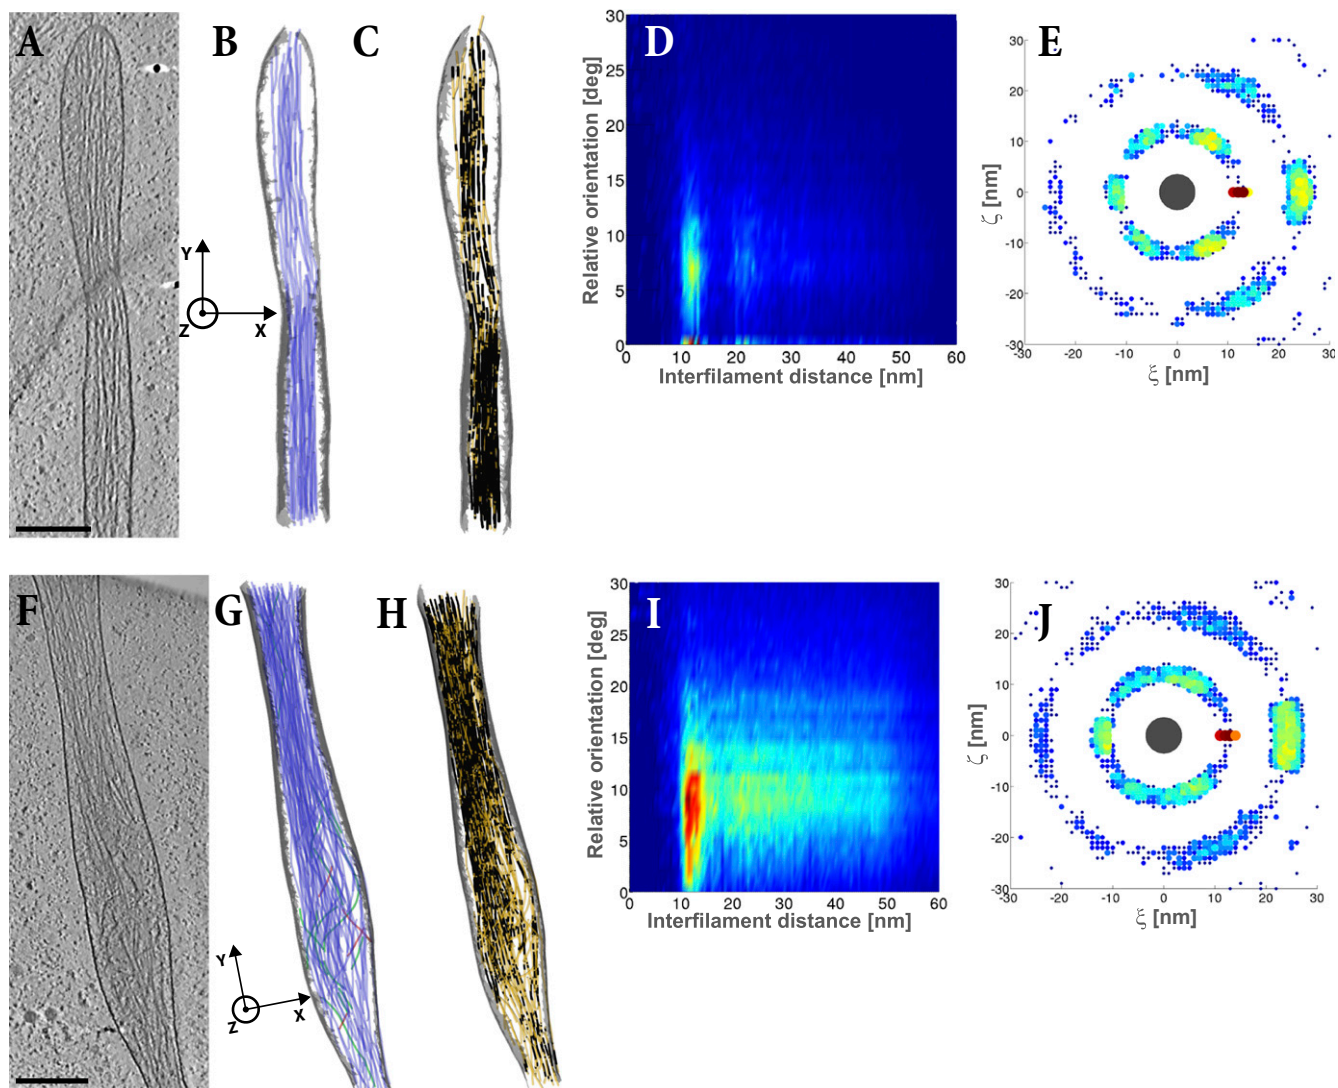 A
B
C
D
E
Y
X
Z
Relative orientation [deg]
30
25
20
15
10
5
0
0 10 20 30 40 50 60
Interfilament distance [nm]
ζ [nm]
30
20
10
0
-10
-20
-30
-30 -20 -10 0 10 20 30
ξ [nm]
F
G
H
I
J
Y
X
Z
Relative orientation [deg]
30
25
20
15
10
5
0
0 10 20 30 40 50 60
Interfilament distance [nm]
ζ [nm]
30
20
10
0
-10
-20
-30
-30 -20 -10 0 10 20 30
ξ [nm]